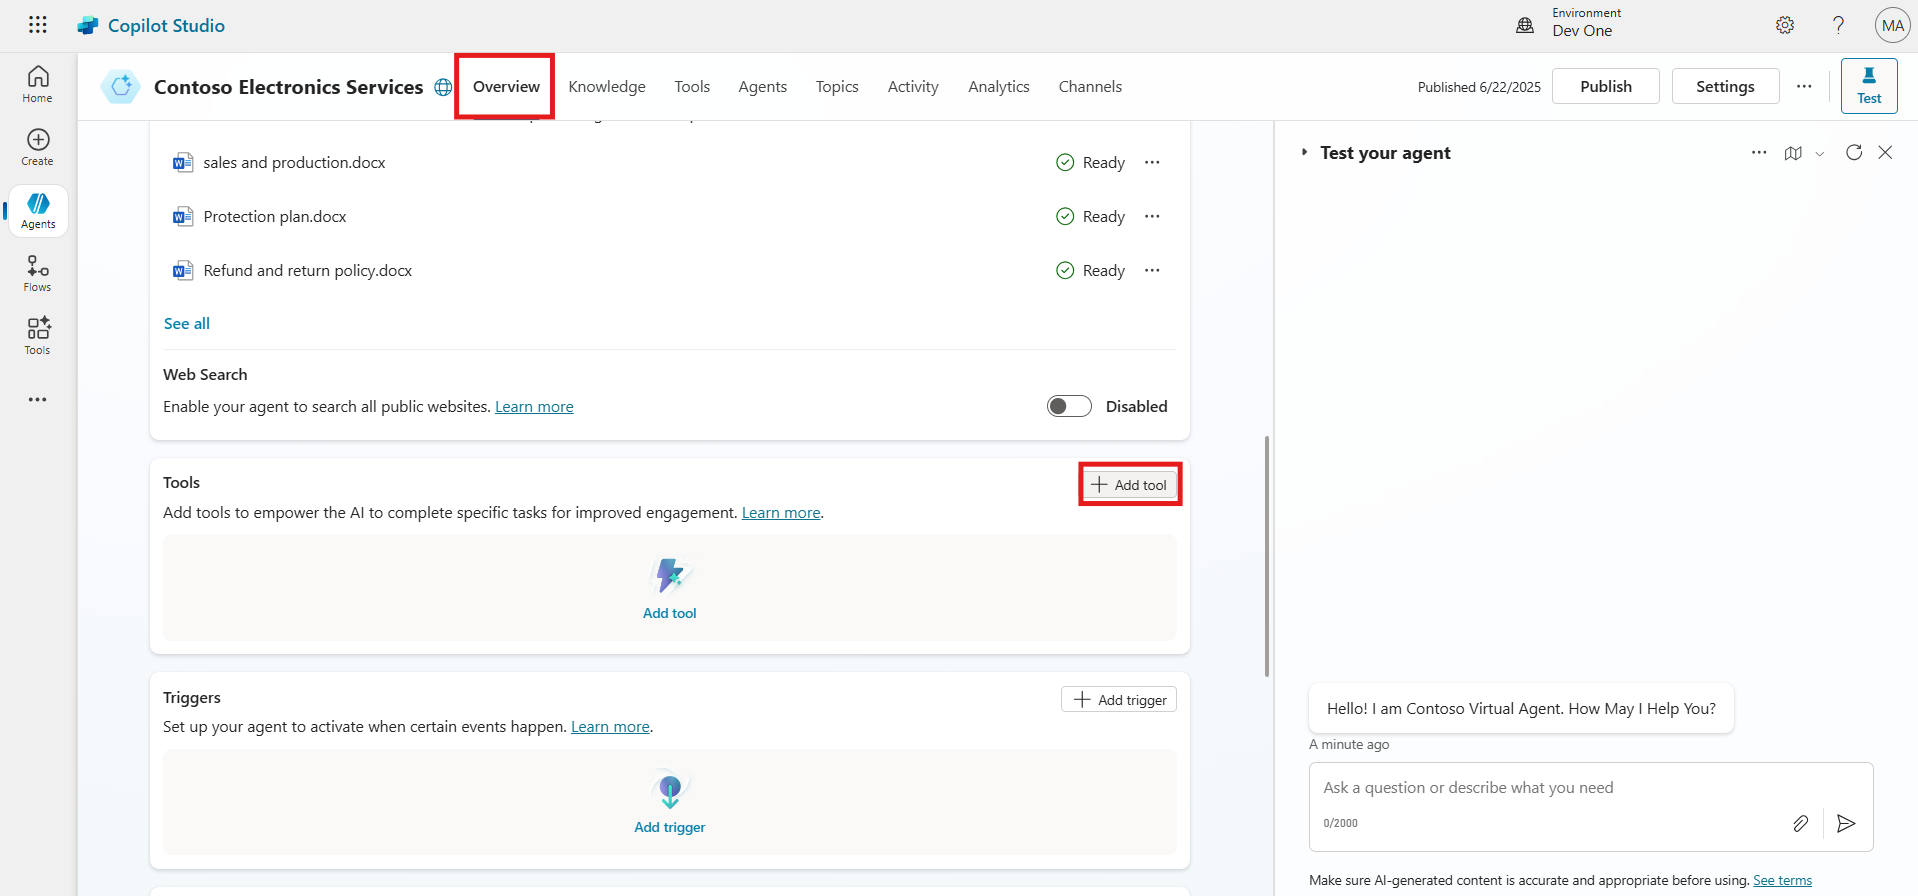 Copilot Studio
Environment
Dev One
MA
Home
Create
Agents
Flows
Tools
Contoso Electronics Services
Overview
Knowledge
Tools
Agents
Topics
Activity
Analytics
Channels
Published 6/22/2025
Publish
Settings
Test
sales and production.docx
Ready
Protection plan.docx
Ready
Refund and return policy.docx
Ready
See all
Web Search
Enable your agent to search all public websites. Learn more
Disabled
Tools
Add tool
Add tools to empower the AI to complete specific tasks for improved engagement. Learn more.
Add tool
Triggers
Add trigger
Set up your agent to activate when certain events happen. Learn more.
Add trigger
Test your agent
Hello! I am Contoso Virtual Agent. How May I Help You?
A minute ago
Ask a question or describe what you need
0/2000
Make sure AI-generated content is accurate and appropriate before using. See terms